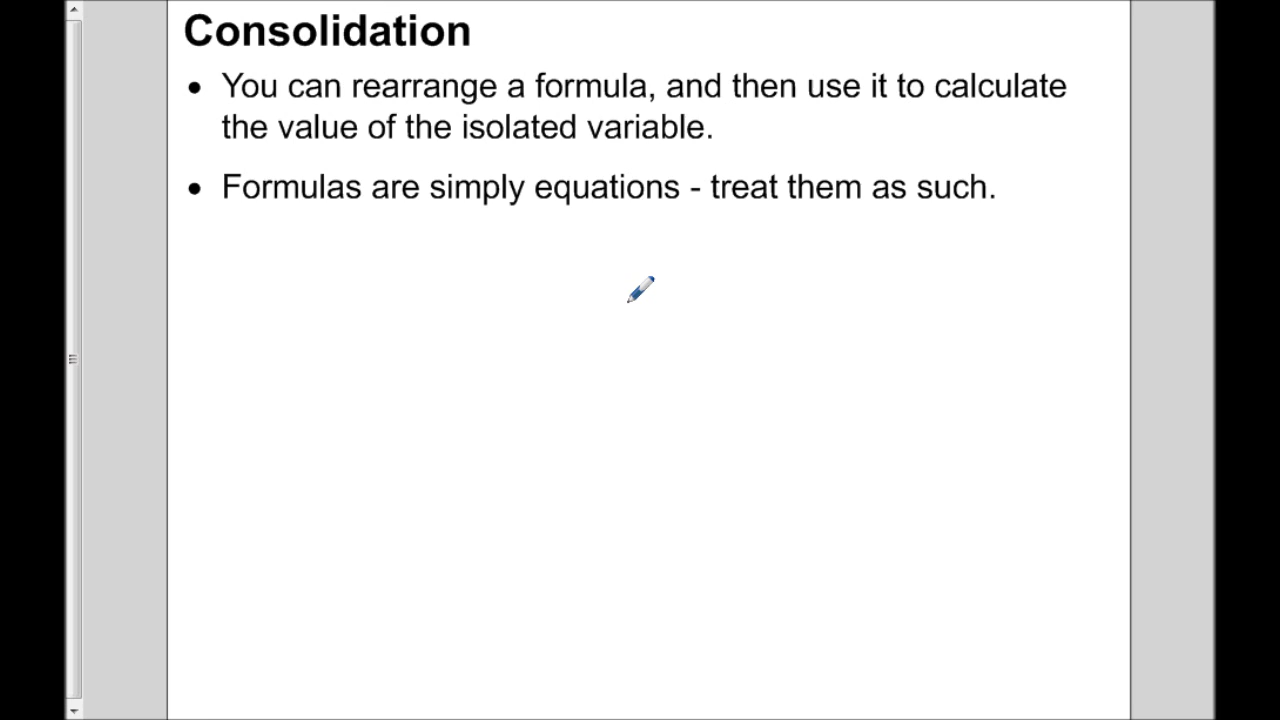 Consolidation
• You can rearrange a formula, and then use it to calculate
the value of the isolated variable.
• Formulas are simply equations - treat them as such.